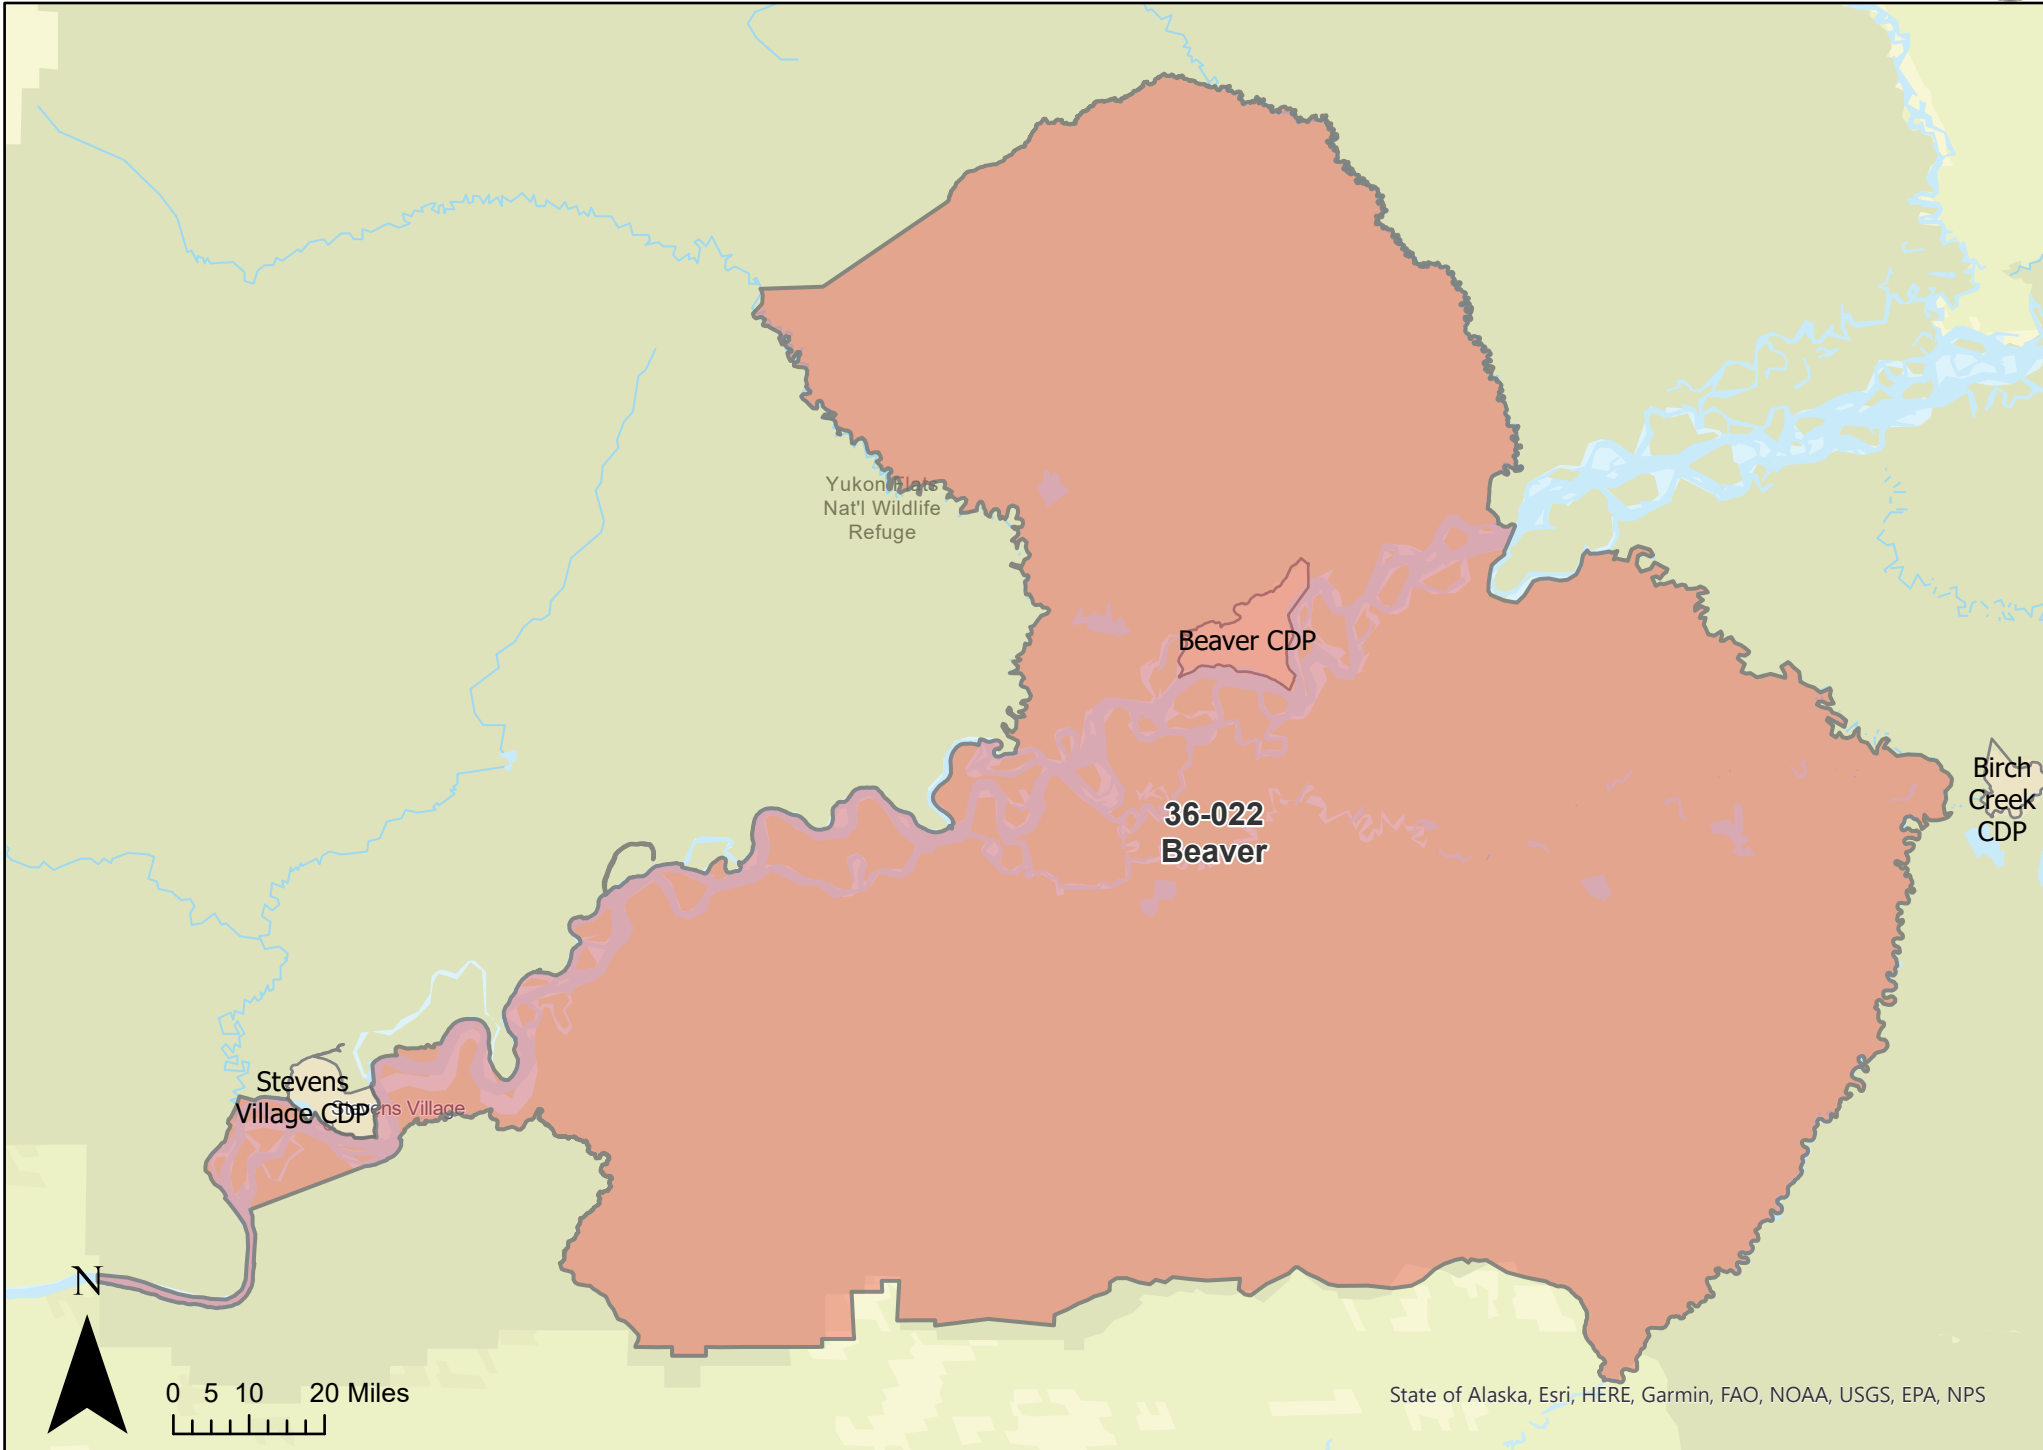 Yukon Flats
Nat'l Wildlife
Refuge
Beaver CDP
36-022
Beaver
Birch
Creek
CDP
Stevens
Village CDP
Stevens Village
N
0 5 10 20 Miles
State of Alaska, Esri, HERE, Garmin, FAO, NOAA, USGS, EPA, NPS